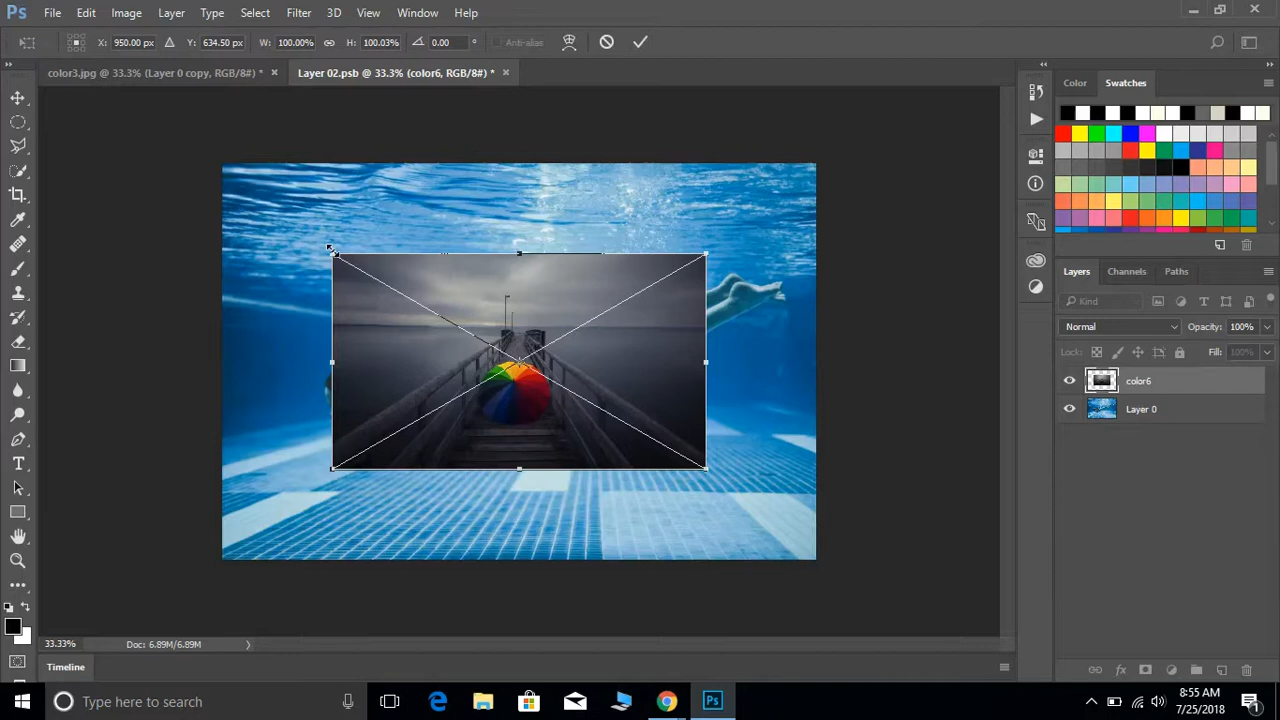 Ps File Edit Image Layer Type Select Filter 3D View Window Help
X: 950.00 px Y: 634.50 px W: 100.00% H: 100.03% 0.00 ° Anti-alias
color3.jpg @ 33.3% (Layer 0 copy, RGB/8#) * × Layer 02.psb @ 33.3% (color6, RGB/8#) * ×
Color Swatches
Layers Channels Paths
Kind
Normal Opacity: 100%
Lock: Fill: 100%
color6
Layer 0
33.33% Doc: 6.89M/6.89M
Timeline
Type here to search
Ps
8:55 AM
7/25/2018
1